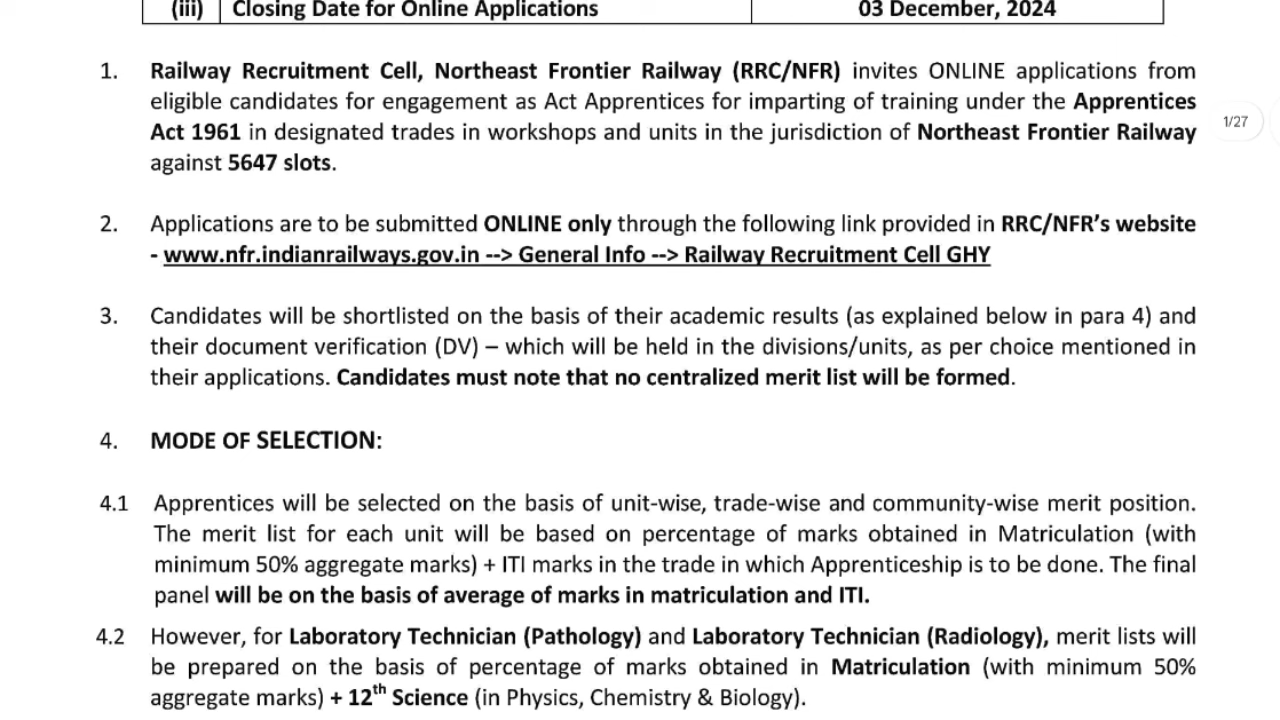 (iii) Closing Date for Online Applications 03 December, 2024
1. Railway Recruitment Cell, Northeast Frontier Railway (RRC/NFR) invites ONLINE applications from
eligible candidates for engagement as Act Apprentices for imparting of training under the Apprentices
Act 1961 in designated trades in workshops and units in the jurisdiction of Northeast Frontier Railway
against 5647 slots.
1/27
2. Applications are to be submitted ONLINE only through the following link provided in RRC/NFR’s website
- www.nfr.indianrailways.gov.in --> General Info --> Railway Recruitment Cell GHY
3. Candidates will be shortlisted on the basis of their academic results (as explained below in para 4) and
their document verification (DV) – which will be held in the divisions/units, as per choice mentioned in
their applications. Candidates must note that no centralized merit list will be formed.
4. MODE OF SELECTION:
4.1 Apprentices will be selected on the basis of unit-wise, trade-wise and community-wise merit position.
The merit list for each unit will be based on percentage of marks obtained in Matriculation (with
minimum 50% aggregate marks) + ITI marks in the trade in which Apprenticeship is to be done. The final
panel will be on the basis of average of marks in matriculation and ITI.
4.2 However, for Laboratory Technician (Pathology) and Laboratory Technician (Radiology), merit lists will
be prepared on the basis of percentage of marks obtained in Matriculation (with minimum 50%
aggregate marks) + 12th Science (in Physics, Chemistry & Biology).